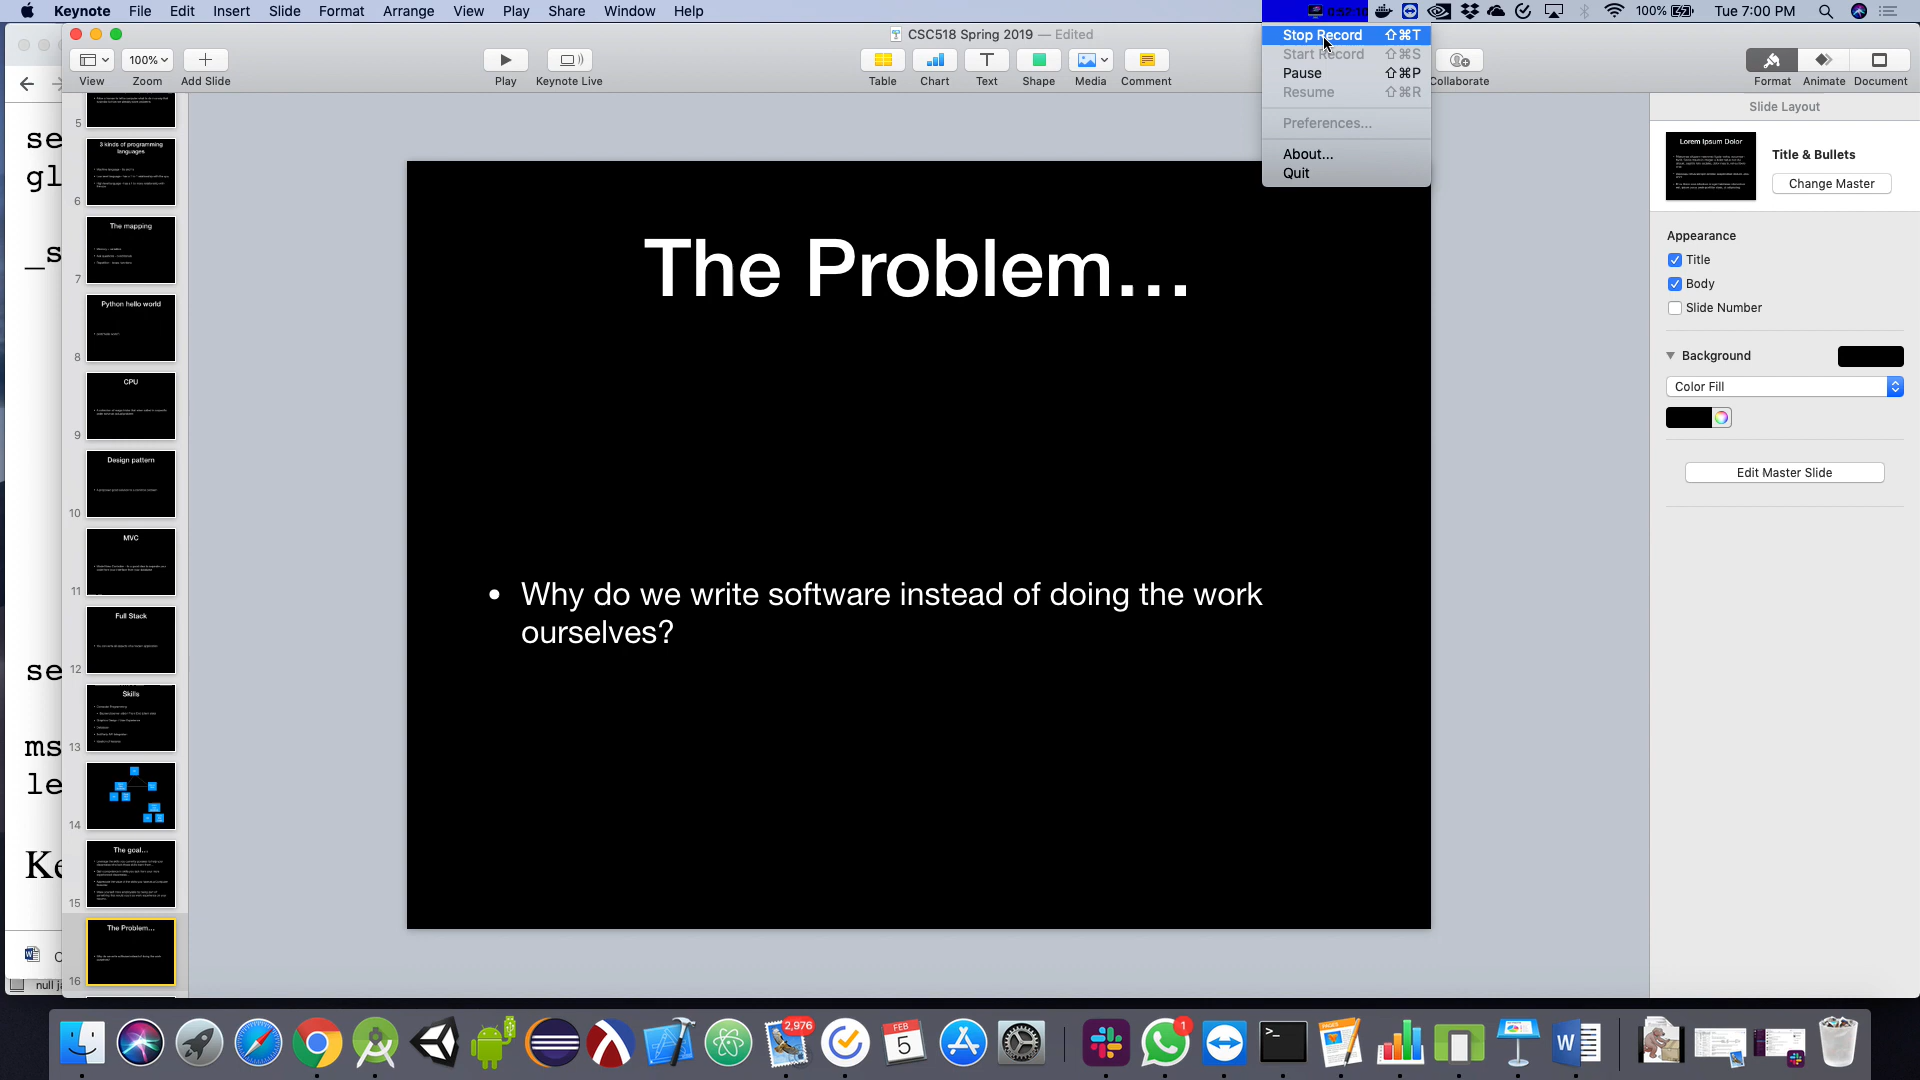 Keynote File Edit Insert Slide Format Arrange View Play Share Window Help
0:52:10 100% Tue 7:00 PM
CSC518 Spring 2019 — Edited
Stop Record ⇧⌘T
Start Record ⇧⌘S
Pause ⇧⌘P
Resume ⇧⌘R
Preferences...
About...
Quit
100%
View Zoom Add Slide Play Keynote Live Table Chart Text Shape Media Comment Collaborate Format Animate Document
Slide Layout
Lorem Ipsum Dolor
Title & Bullets
Change Master
Appearance
Title
Body
Slide Number
Background
Color Fill
Edit Master Slide
The Problem...
• Why do we write software instead of doing the work
ourselves?
5
3 kinds of programming
languages
6
The mapping
7
Python hello world
8
CPU
9
Design pattern
10
MVC
11
Full Stack
12
Skills
13
14
The goal...
15
The Problem...
16
se
gl
_s
se
ms
le
Ke
null
2,976
FEB
5
1
PAGES